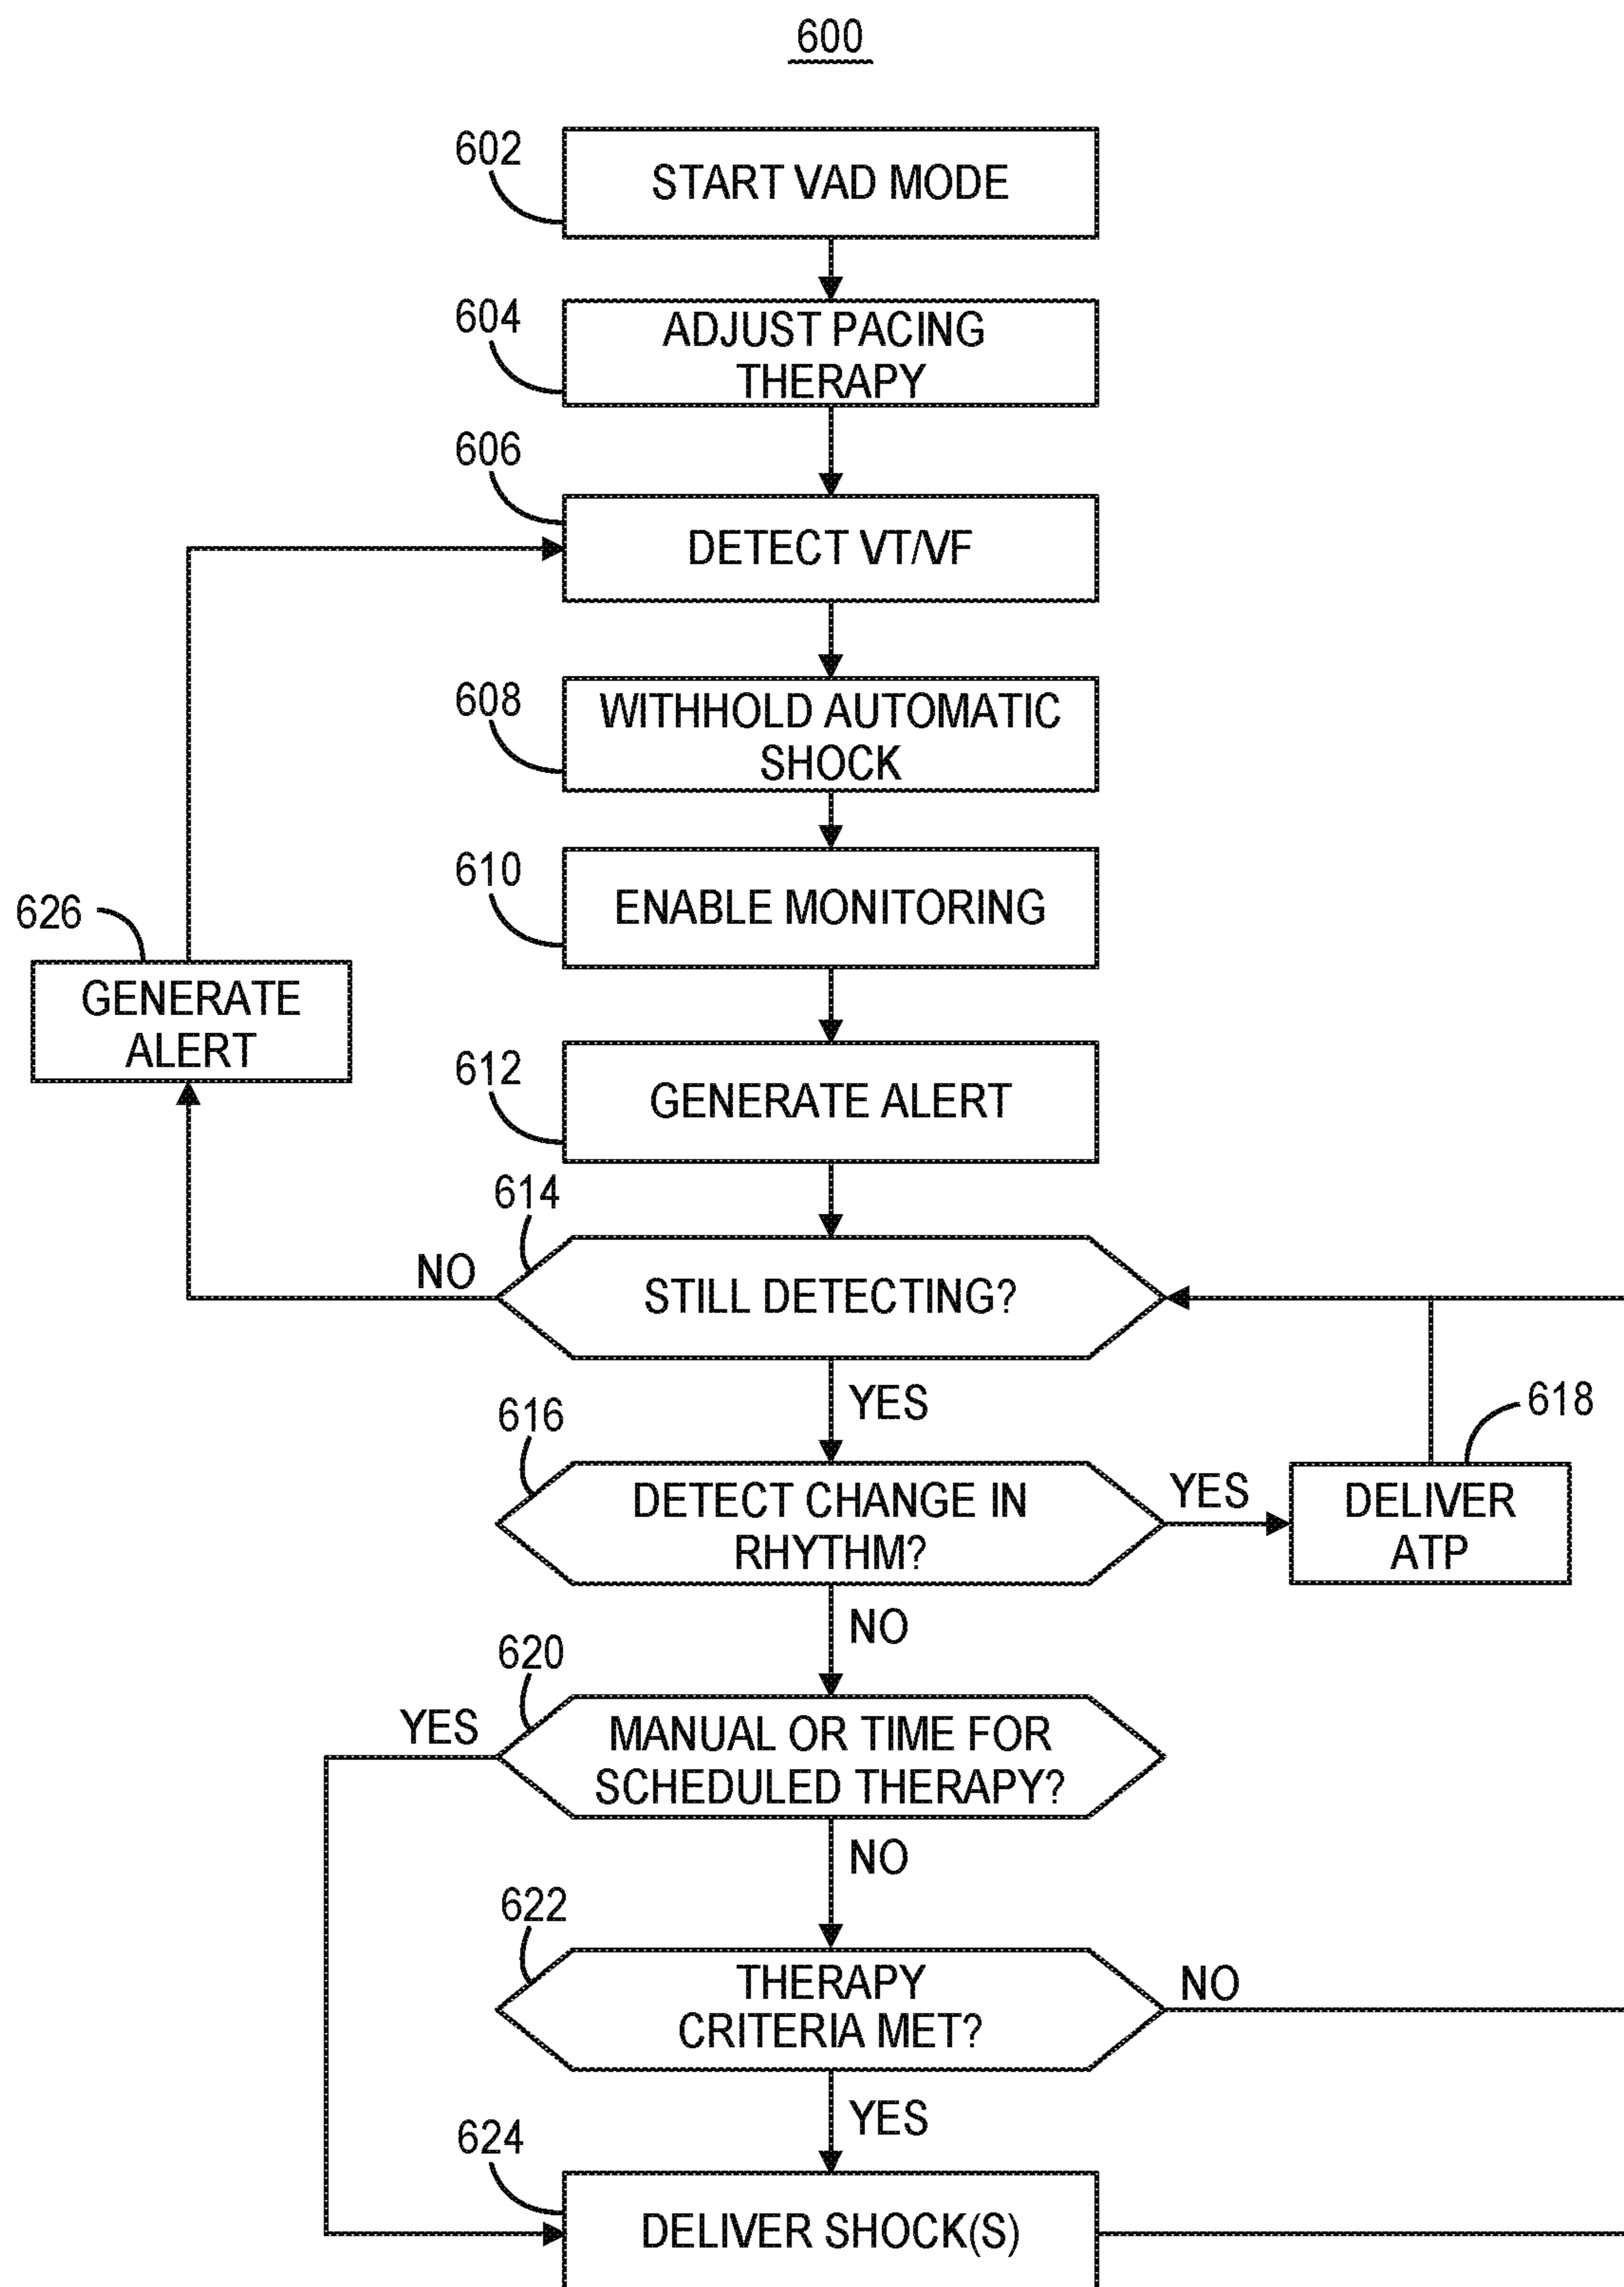 600
602
START VAD MODE
604
ADJUST PACING
THERAPY
606
DETECT VT/VF
608
WITHHOLD AUTOMATIC
SHOCK
610
ENABLE MONITORING
626
GENERATE
ALERT
612
GENERATE ALERT
614
NO
STILL DETECTING?
YES
616
618
DETECT CHANGE IN
RHYTHM?
YES
DELIVER
ATP
NO
620
YES
MANUAL OR TIME FOR
SCHEDULED THERAPY?
NO
622
THERAPY
CRITERIA MET?
NO
YES
624
DELIVER SHOCK(S)